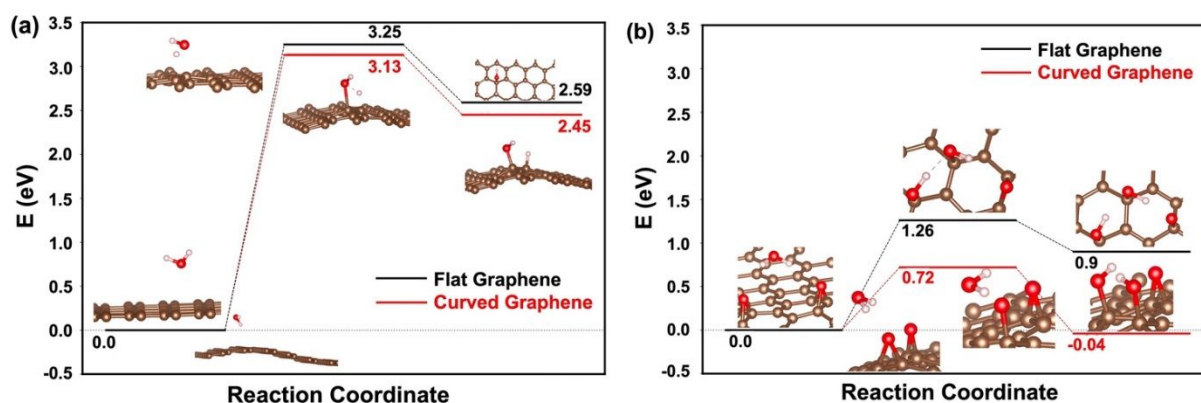 (a)
E (eV)
3.5
3.0
2.5
2.0
1.5
1.0
0.5
0.0
-0.5
3.25
3.13
2.59
2.45
0.0
Flat Graphene
Curved Graphene
Reaction Coordinate
(b)
E (eV)
3.5
3.0
2.5
2.0
1.5
1.0
0.5
0.0
-0.5
Flat Graphene
Curved Graphene
1.26
0.72
0.9
0.0
-0.04
Reaction Coordinate